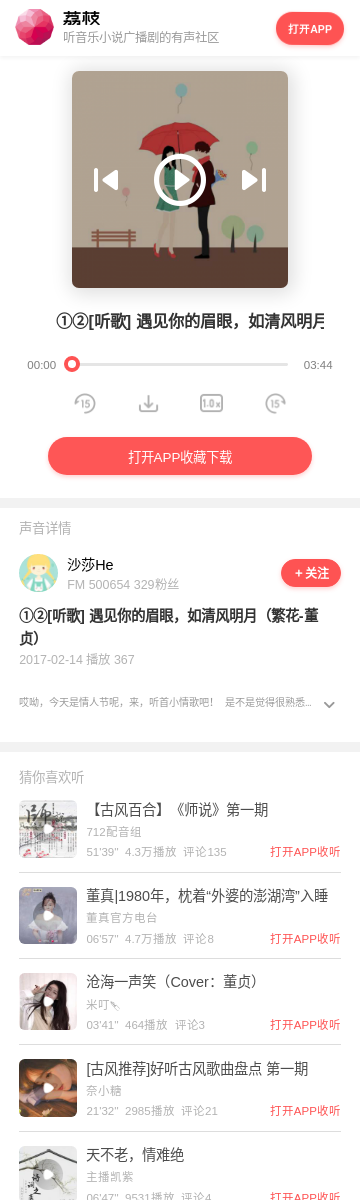 荔枝
听音乐小说广播剧的有声社区
打开APP
①②[听歌] 遇见你的眉眼，如清风明月
00:00
03:44
15
1.0x
15
打开APP收藏下载
声音详情
沙莎He
FM 500654 329粉丝
+关注
①②[听歌] 遇见你的眉眼，如清风明月（繁花-董
贞）
2017-02-14 播放 367
哎呦，今天是情人节呢，来，听首小情歌吧！ 是不是觉得很熟悉...
猜你喜欢听
【古风百合】《师说》第一期
712配音组
51'39" 4.3万播放 评论135
打开APP收听
董真|1980年，枕着“外婆的澎湖湾”入睡
董真官方电台
06'57" 4.7万播放 评论8
打开APP收听
沧海一声笑（Cover：董贞）
米叮
03'41" 464播放 评论3
打开APP收听
[古风推荐]好听古风歌曲盘点 第一期
奈小糖
21'32" 2985播放 评论21
打开APP收听
天不老，情难绝
主播凯紫
06'47" 9531播放 评论4
打开APP收听